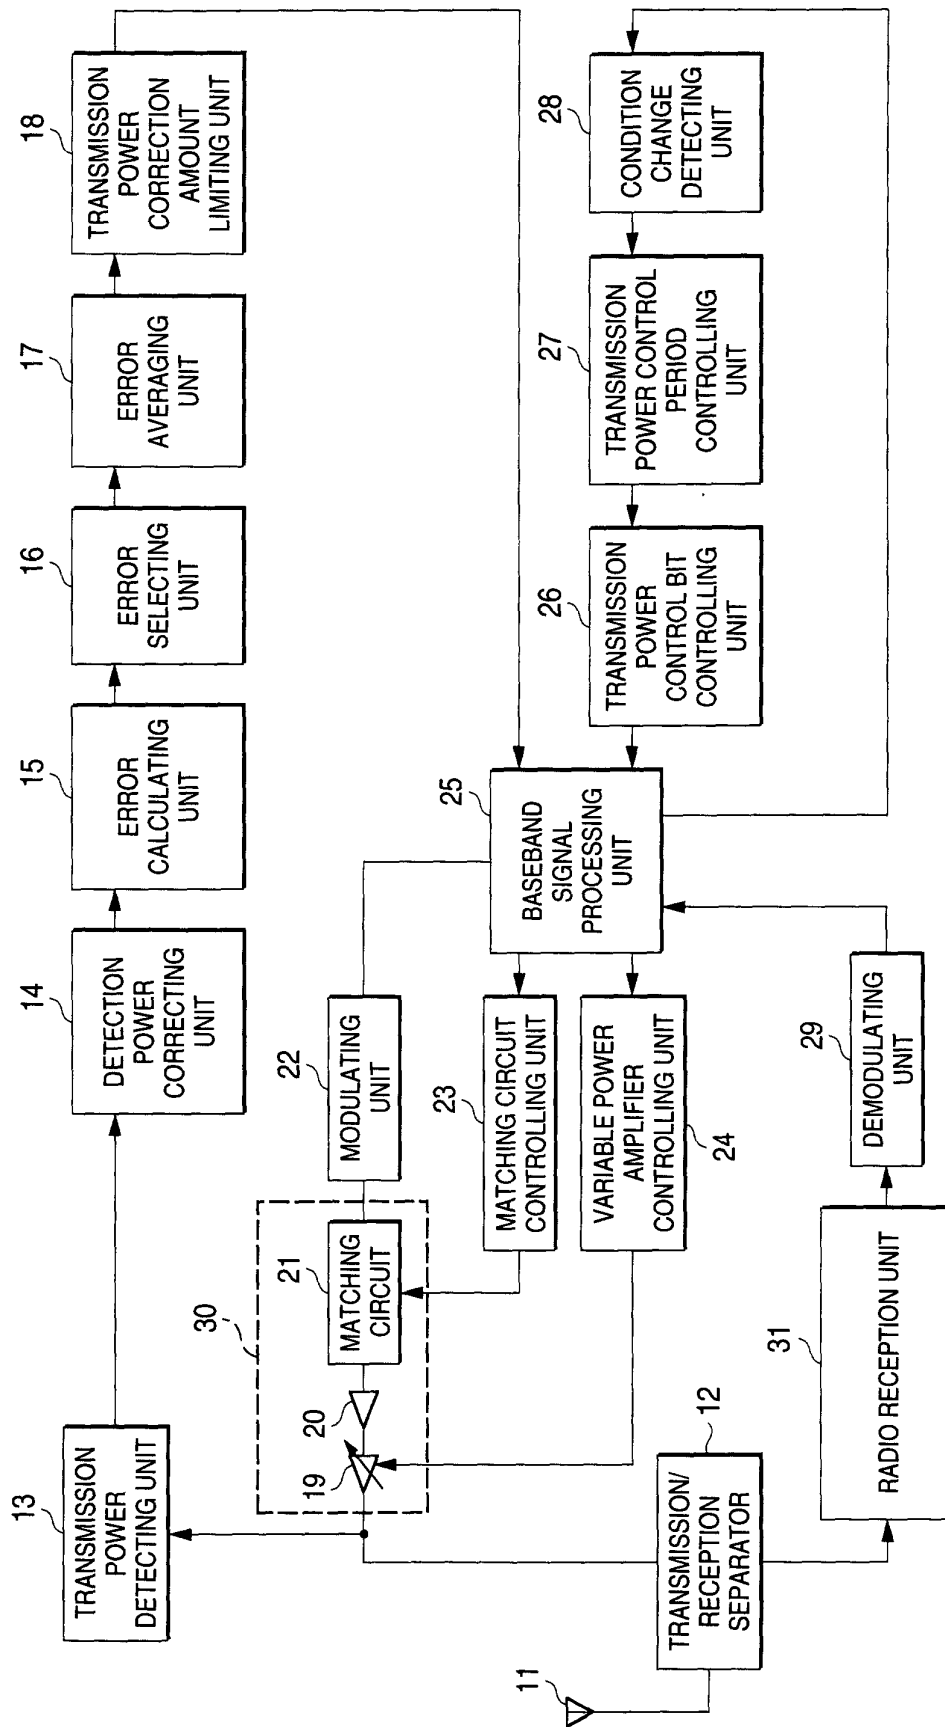 13
TRANSMISSION
POWER
DETECTING UNIT
14
DETECTION
POWER
CORRECTING
UNIT
15
ERROR
CALCULATING
UNIT
16
ERROR
SELECTING
UNIT
17
ERROR
AVERAGING
UNIT
18
TRANSMISSION
POWER
CORRECTION
AMOUNT
LIMITING UNIT
30
19
20
21
MATCHING
CIRCUIT
22
MODULATING
UNIT
23
MATCHING CIRCUIT
CONTROLLING UNIT
24
VARIABLE POWER
AMPLIFIER
CONTROLLING UNIT
25
BASEBAND
SIGNAL
PROCESSING
UNIT
26
TRANSMISSION
POWER
CONTROL BIT
CONTROLLING
UNIT
27
TRANSMISSION
POWER CONTROL
PERIOD
CONTROLLING
UNIT
28
CONDITION
CHANGE
DETECTING
UNIT
11
12
TRANSMISSION/
RECEPTION
SEPARATOR
31
RADIO RECEPTION UNIT
29
DEMODULATING
UNIT